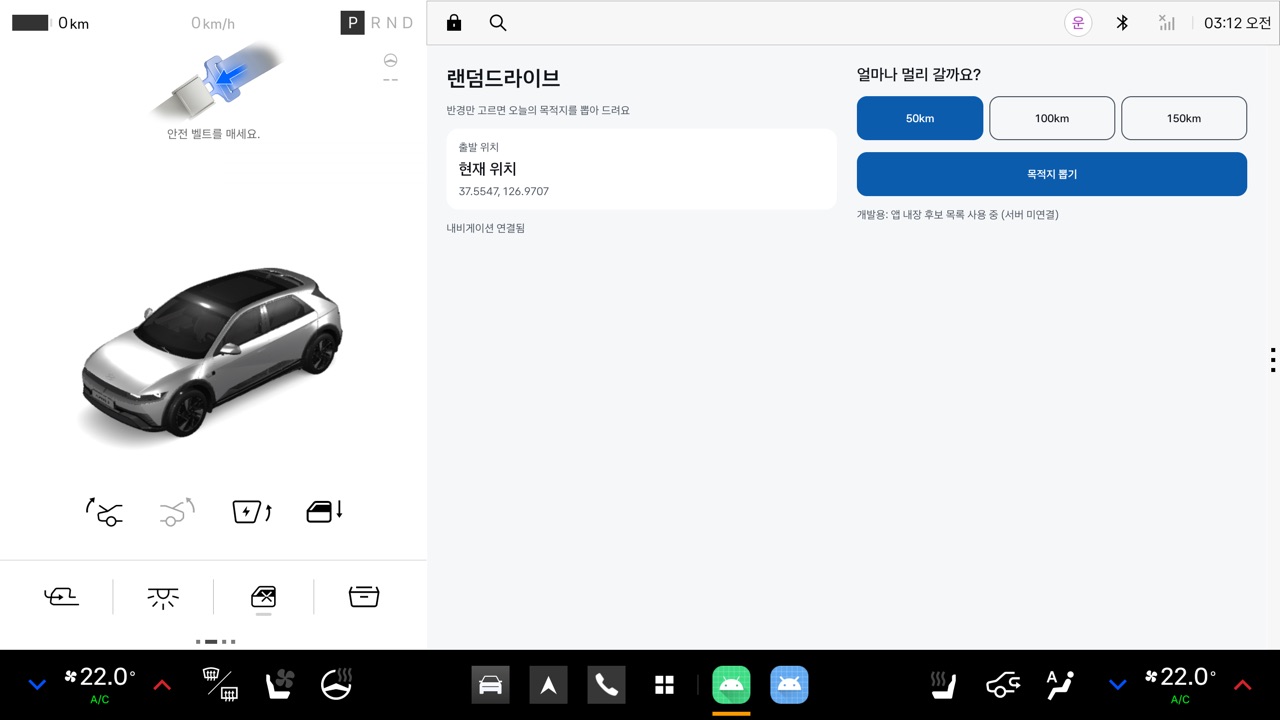 0 km
0 km/h
P R N D
운
03:12 오전
안전 벨트를 매세요.
랜덤드라이브
반경만 고르면 오늘의 목적지를 뽑아 드려요
출발 위치
현재 위치
37.5547, 126.9707
내비게이션 연결됨
얼마나 멀리 갈까요?
50km
100km
150km
목적지 뽑기
개발용: 앱 내장 후보 목록 사용 중 (서버 미연결)
22.0°
A/C
A
22.0°
A/C